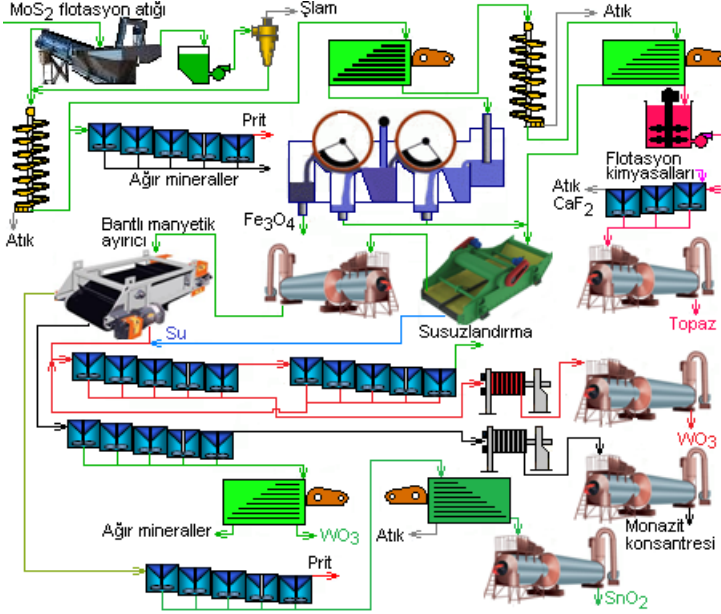 MoS2 flotasyon atığı
Şlam
Atık
Prit
Ağır mineraller
Atık
Flotasyon
kimyasalları
Atık
CaF2
Fe3O4
Bantlı manyetik
ayırıcı
Su
Susuzlandırma
Topaz
WO3
Ağır mineraller
WO3
Atık
Monazit
konsantresi
Prit
SnO2